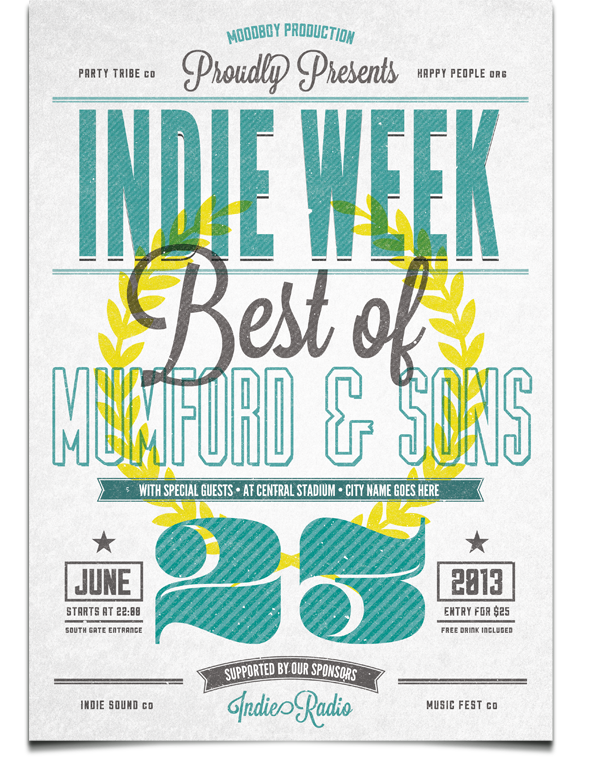 MOODBOY PRODUCTION
PARTY TRIBE CO Proudly Presents HAPPY PEOPLE ORG
INDIE WEEK
Best of
MUMFORD & SONS
WITH SPECIAL GUESTS • AT CENTRAL STADIUM • CITY NAME GOES HERE
25
JUNE
STARTS AT 22:00
SOUTH GATE ENTRANCE
2013
ENTRY FOR $25
FREE DRINK INCLUDED
SUPPORTED BY OUR SPONSORS
INDIE SOUND CO Indie Radio MUSIC FEST CO